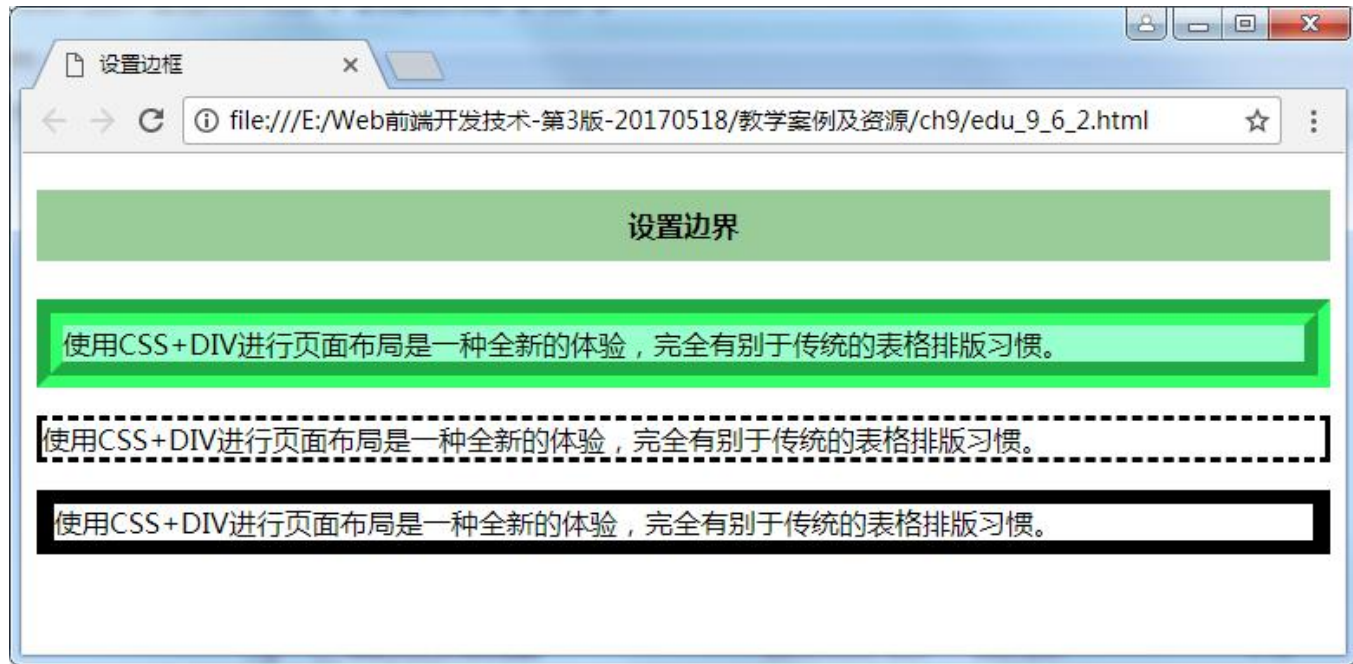 设置边框
file:///E:/Web前端开发技术-第3版-20170518/教学案例及资源/ch9/edu_9_6_2.html
设置边界
使用CSS+DIV进行页面布局是一种全新的体验，完全有别于传统的表格排版习惯。
使用CSS+DIV进行页面布局是一种全新的体验，完全有别于传统的表格排版习惯。
使用CSS+DIV进行页面布局是一种全新的体验，完全有别于传统的表格排版习惯。